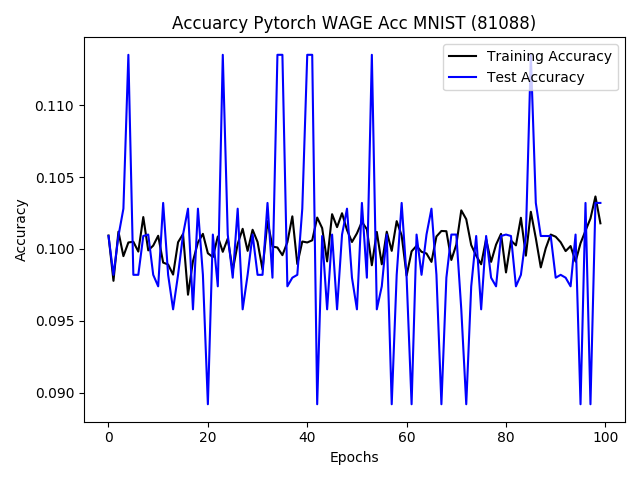 Accuarcy Pytorch WAGE Acc MNIST (81088)
Training Accuracy
Test Accuracy
0.110
0.105
0.100
0.095
0.090
Accuracy
0 20 40 60 80 100
Epochs